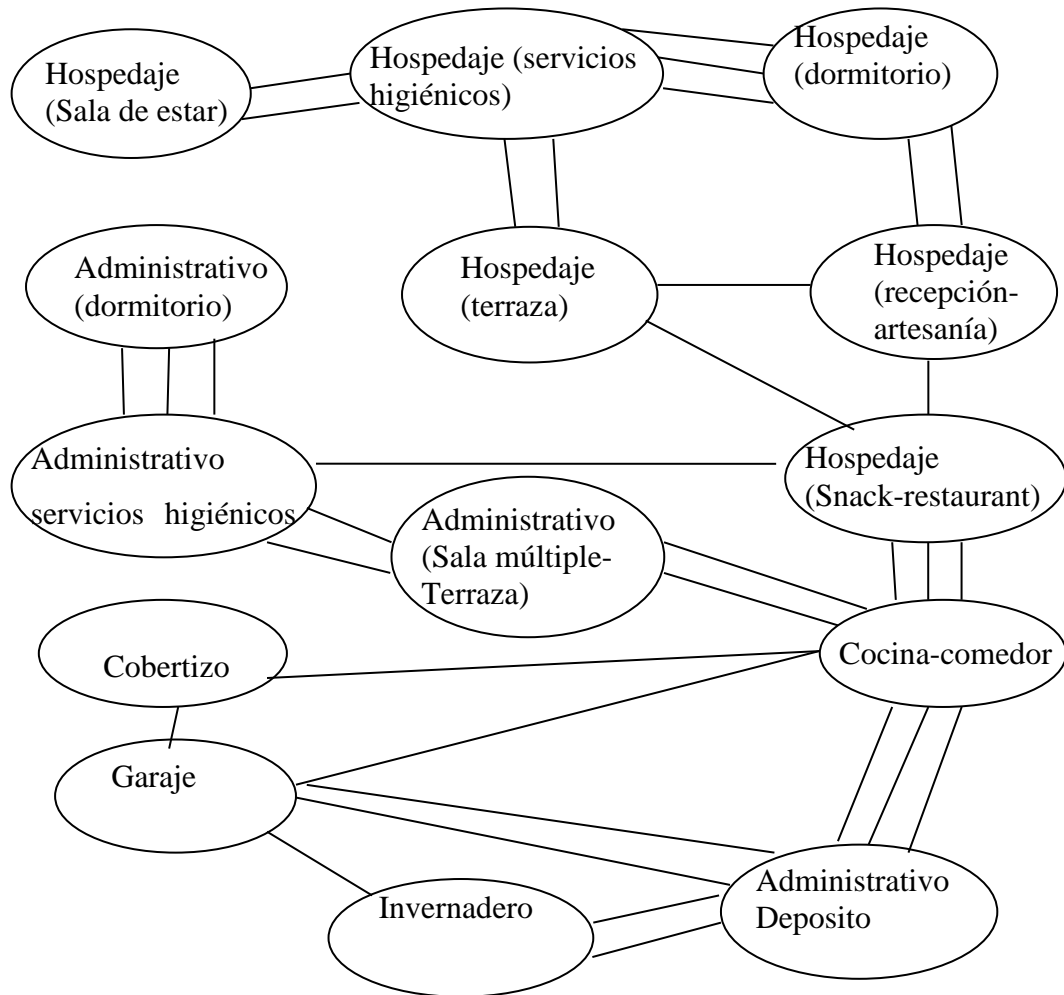 Hospedaje
(Sala de estar)
Hospedaje (servicios
higiénicos)
Hospedaje
(dormitorio)
Administrativo
(dormitorio)
Hospedaje
(terraza)
Hospedaje
(recepción-
artesanía)
Administrativo
servicios higiénicos
Administrativo
(Sala múltiple-
Terraza)
Hospedaje
(Snack-restaurant)
Cobertizo
Cocina-comedor
Garaje
Invernadero
Administrativo
Deposito